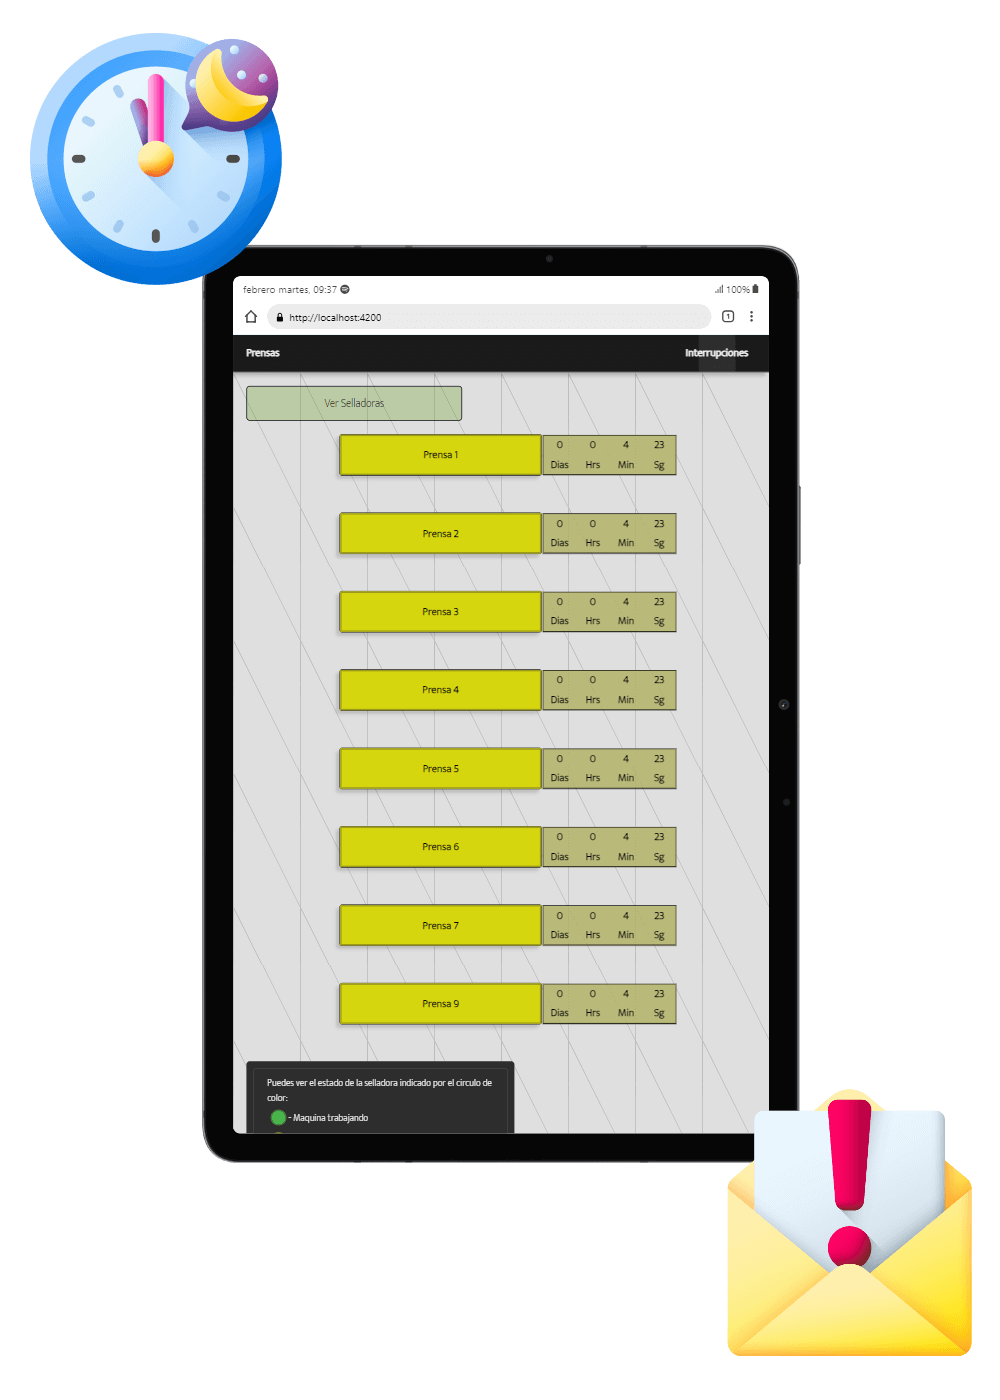 febrero martes, 09:37
100%
http://localhost:4200
1
Prensas
Interrupciones
Ver Selladoras
Prensa 1
0 0 4 23
Dias Hrs Min Sg
Prensa 2
0 0 4 23
Dias Hrs Min Sg
Prensa 3
0 0 4 23
Dias Hrs Min Sg
Prensa 4
0 0 4 23
Dias Hrs Min Sg
Prensa 5
0 0 4 23
Dias Hrs Min Sg
Prensa 6
0 0 4 23
Dias Hrs Min Sg
Prensa 7
0 0 4 23
Dias Hrs Min Sg
Prensa 9
0 0 4 23
Dias Hrs Min Sg
Puedes ver el estado de la selladora indicado por el circulo de
color:
- Maquina trabajando